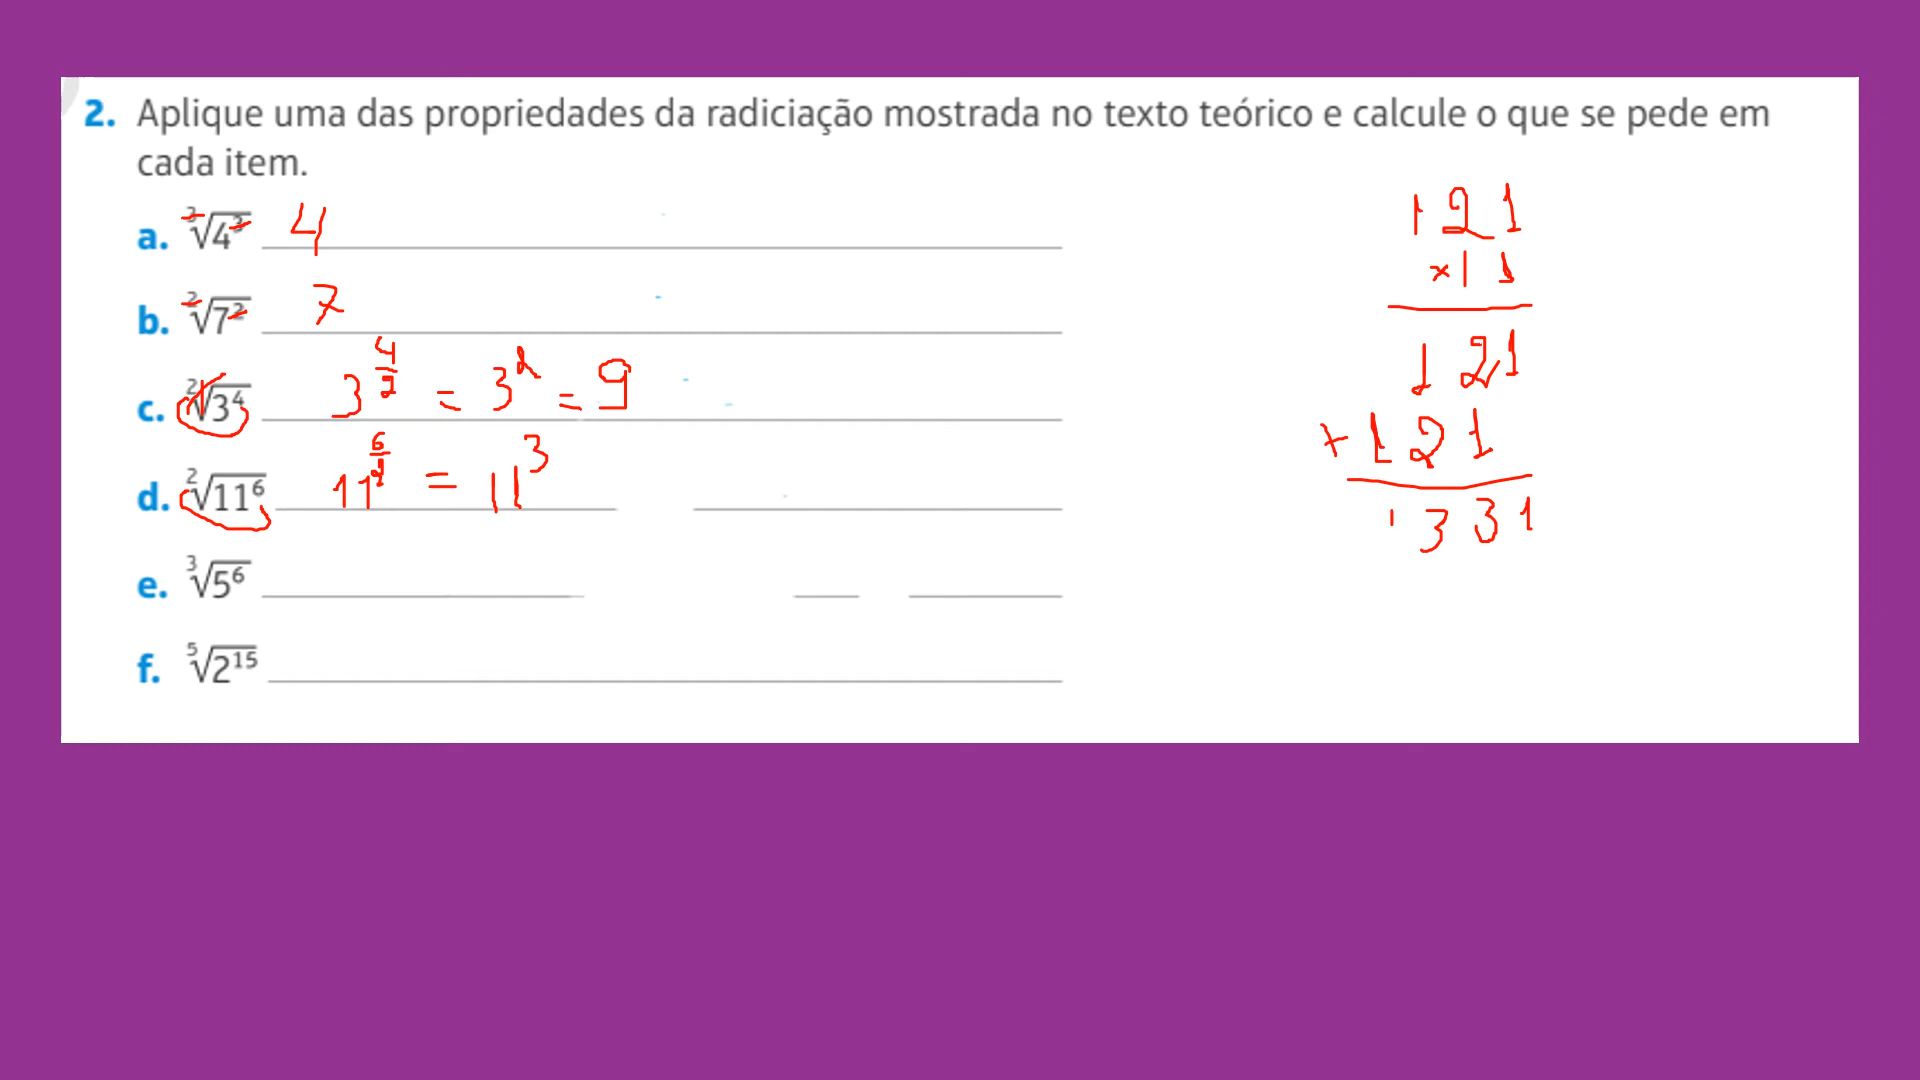 2. Aplique uma das propriedades da radiciação mostrada no texto teórico e calcule o que se pede em
cada item.
a. ³√4³ 4
b. ²√7² 7
c. ²√3⁴ 3^(4/2) = 3² = 9
d. ²√11⁶ 11^(6/2) = 11³
e. ³√5⁶
f. ⁵√2¹⁵
121
×11
121
+121
1331